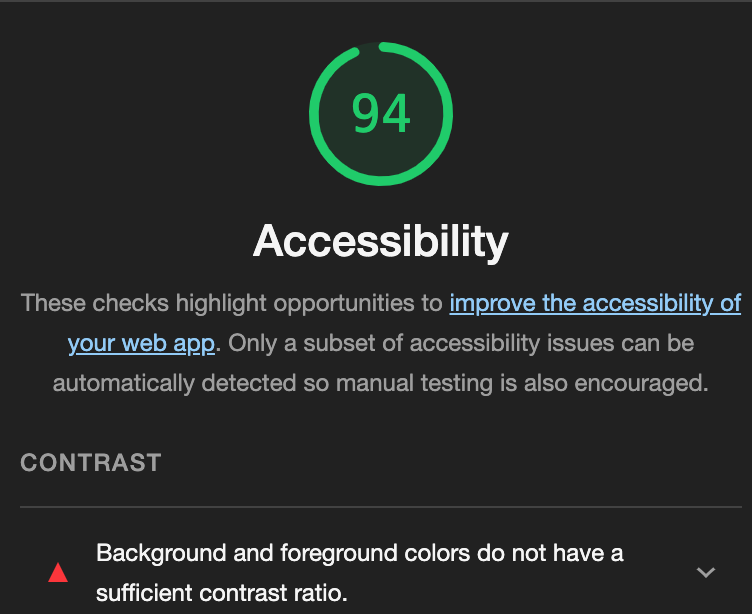 94
Accessibility
These checks highlight opportunities to improve the accessibility of
your web app. Only a subset of accessibility issues can be
automatically detected so manual testing is also encouraged.
CONTRAST
Background and foreground colors do not have a
sufficient contrast ratio.